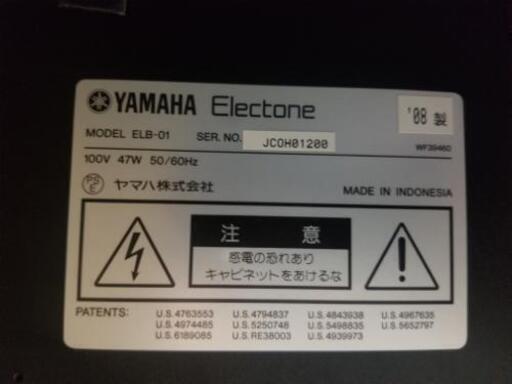 YAMAHA Electone
'08 製
MODEL ELB-01 SER. NO. JCOH01200
WF39460
100V 47W 50/60Hz
PSE ヤマハ株式会社
MADE IN INDONESIA
注 意
感電の恐れあり
キャビネットをあけるな
PATENTS: U.S.4763553 U.S.4794837 U.S.4843938 U.S.4967635
U.S.4974485 U.S.5250748 U.S.5498835 U.S.5652797
U.S.6189085 U.S.RE38003 U.S.4939973